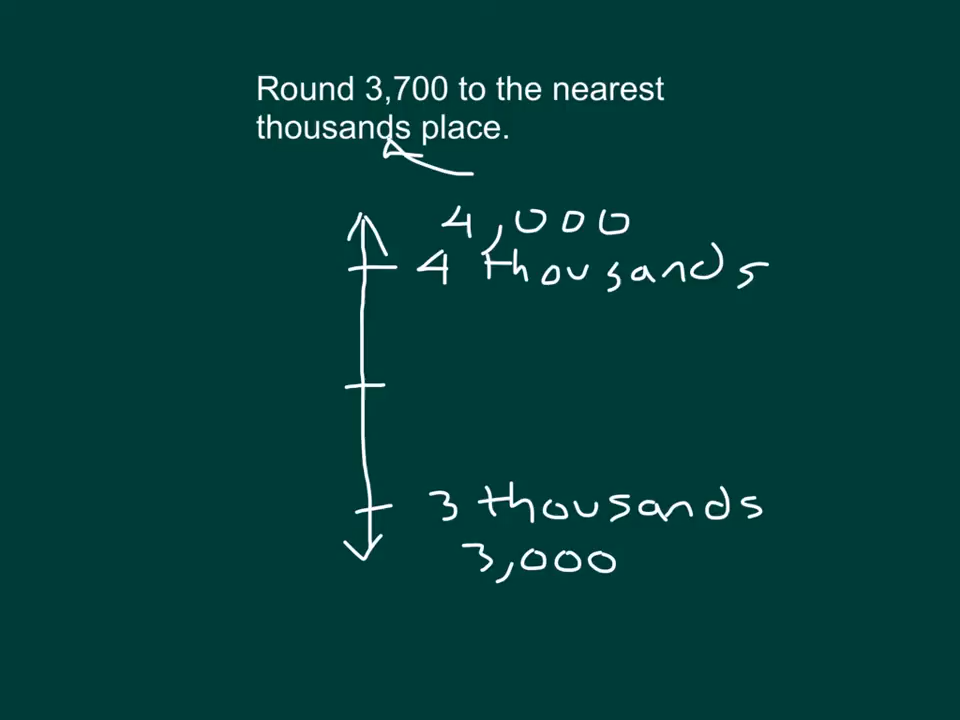 Round 3,700 to the nearest
thousands place.
4,000
4 thousands
3 thousands
3,000